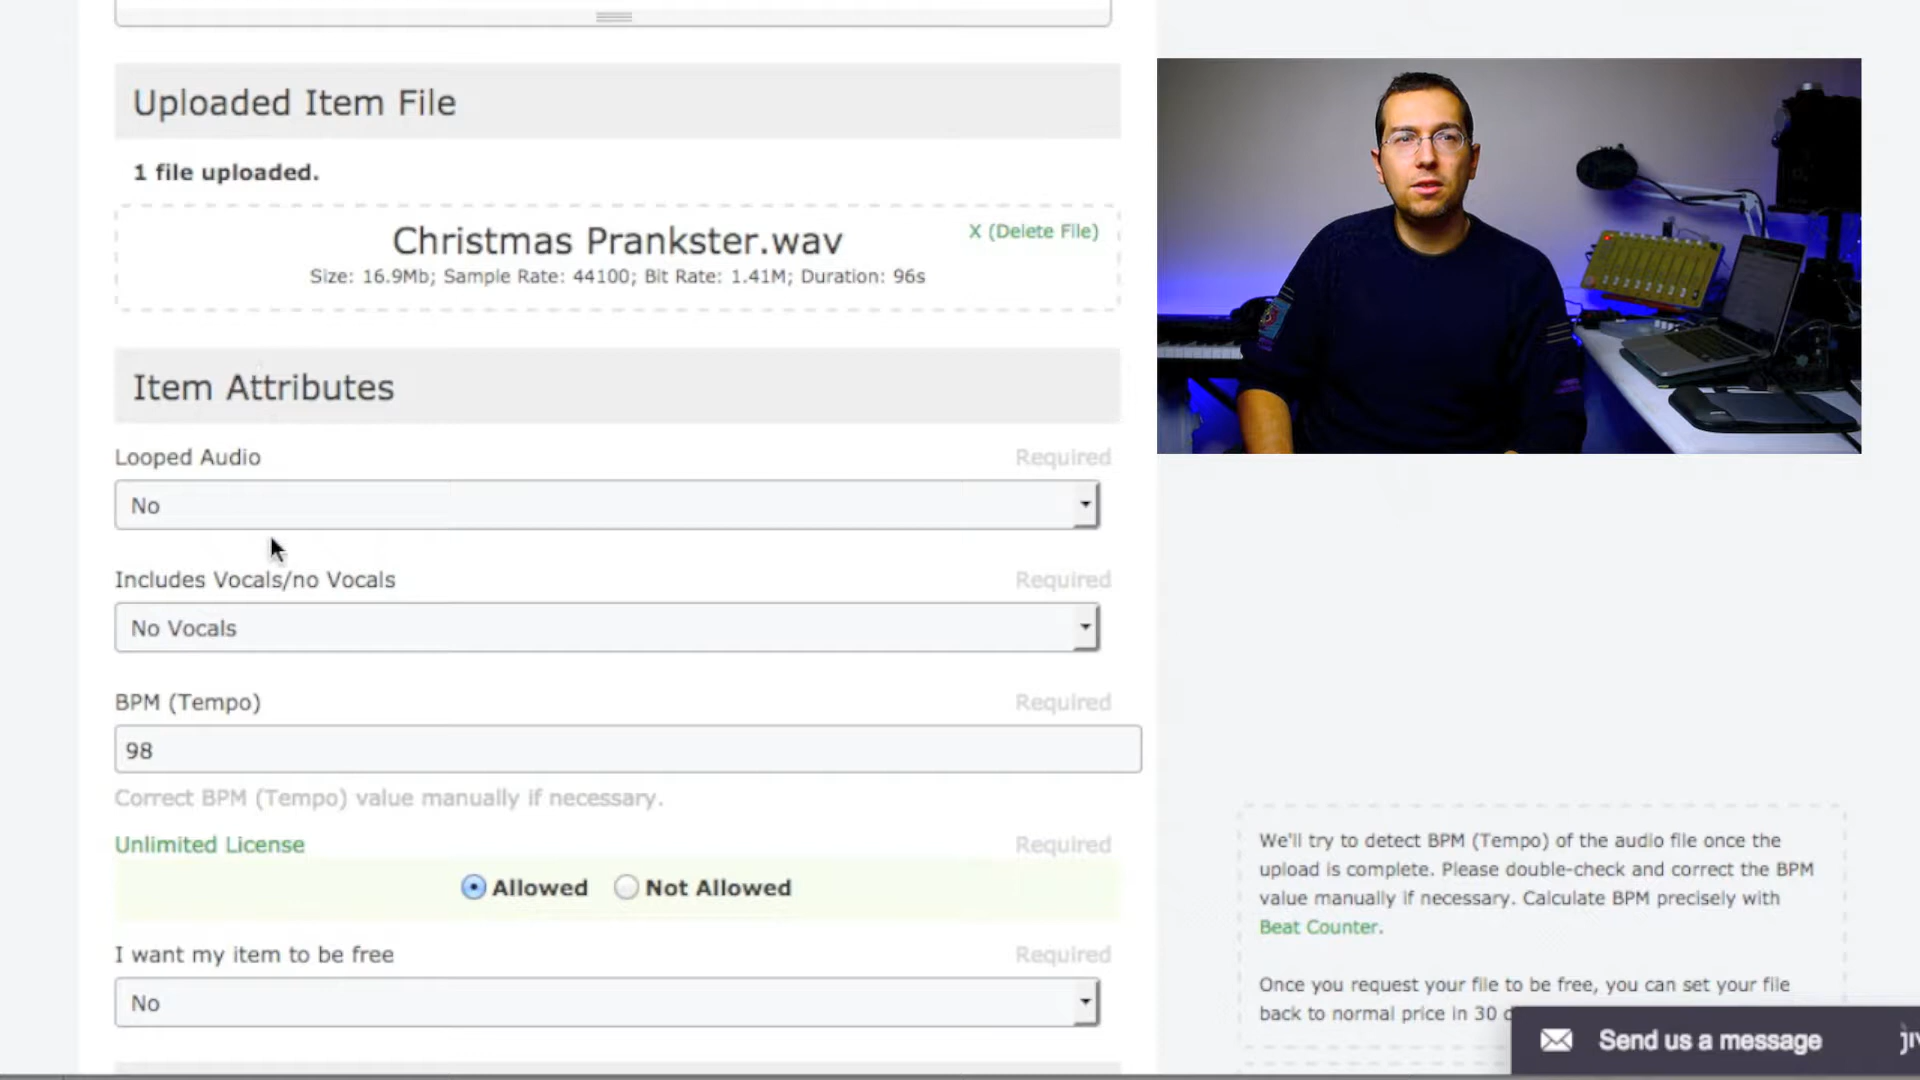 Uploaded Item File
1 file uploaded.
Christmas Prankster.wav
X (Delete File)
Size: 16.9Mb; Sample Rate: 44100; Bit Rate: 1.41M; Duration: 96s
Item Attributes
Looped Audio Required
No
Includes Vocals/no Vocals Required
No Vocals
BPM (Tempo) Required
98
Correct BPM (Tempo) value manually if necessary.
Unlimited License Required
Allowed Not Allowed
I want my item to be free Required
No
We'll try to detect BPM (Tempo) of the audio file once the
upload is complete. Please double-check and correct the BPM
value manually if necessary. Calculate BPM precisely with
Beat Counter.
Once you request your file to be free, you can set your file
back to normal price in 30
Send us a message